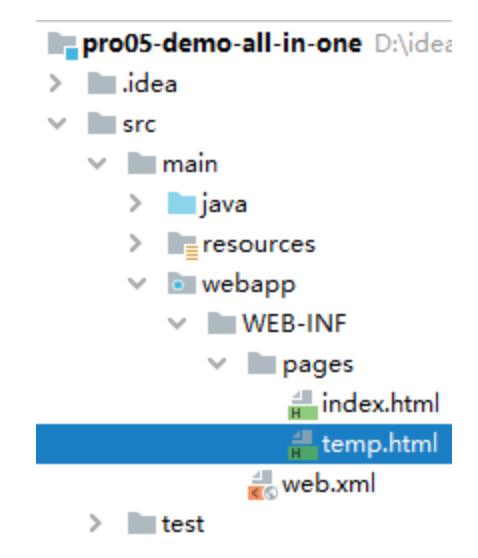 pro05-demo-all-in-one D:\idea
.idea
src
main
java
resources
webapp
WEB-INF
pages
index.html
temp.html
web.xml
test